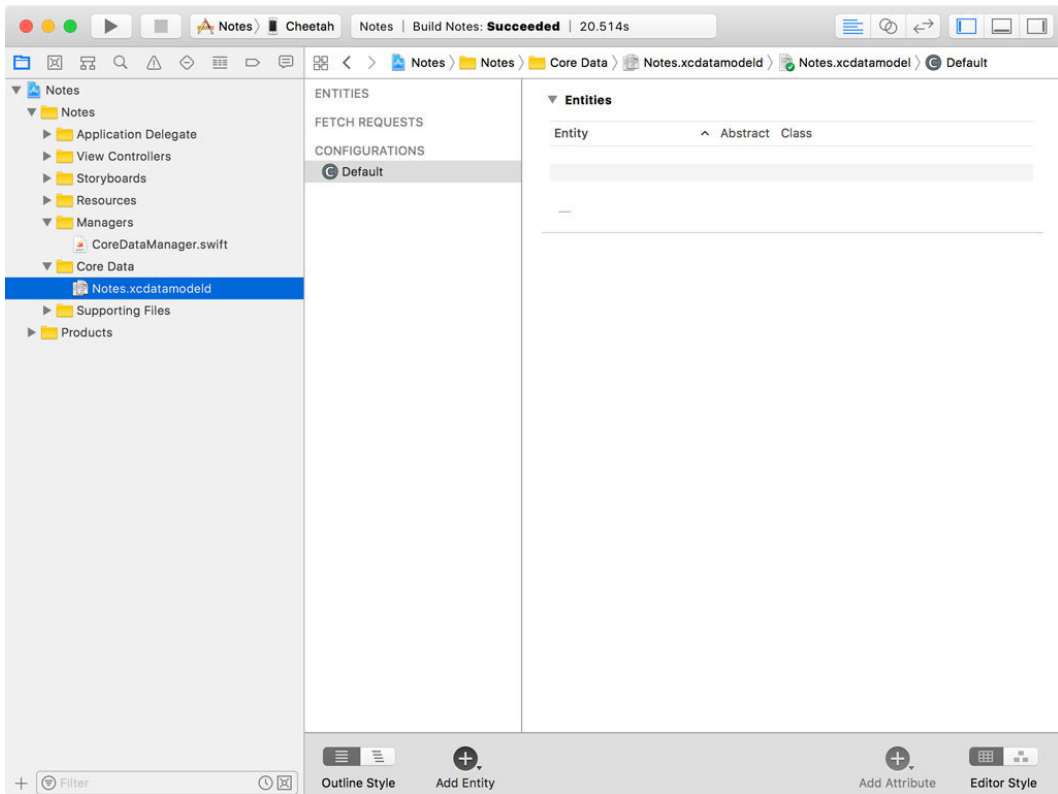 Notes Cheetah Notes | Build Notes: Succeeded | 20.514s
Notes Notes Core Data Notes.xcdatamodeld Notes.xcdatamodel C Default
Notes
Notes
Application Delegate
View Controllers
Storyboards
Resources
Managers
CoreDataManager.swift
Core Data
Notes.xcdatamodeld
Supporting Files
Products
Filter
ENTITIES
FETCH REQUESTS
CONFIGURATIONS
C Default
Entities
Entity Abstract Class
Outline Style Add Entity Add Attribute Editor Style